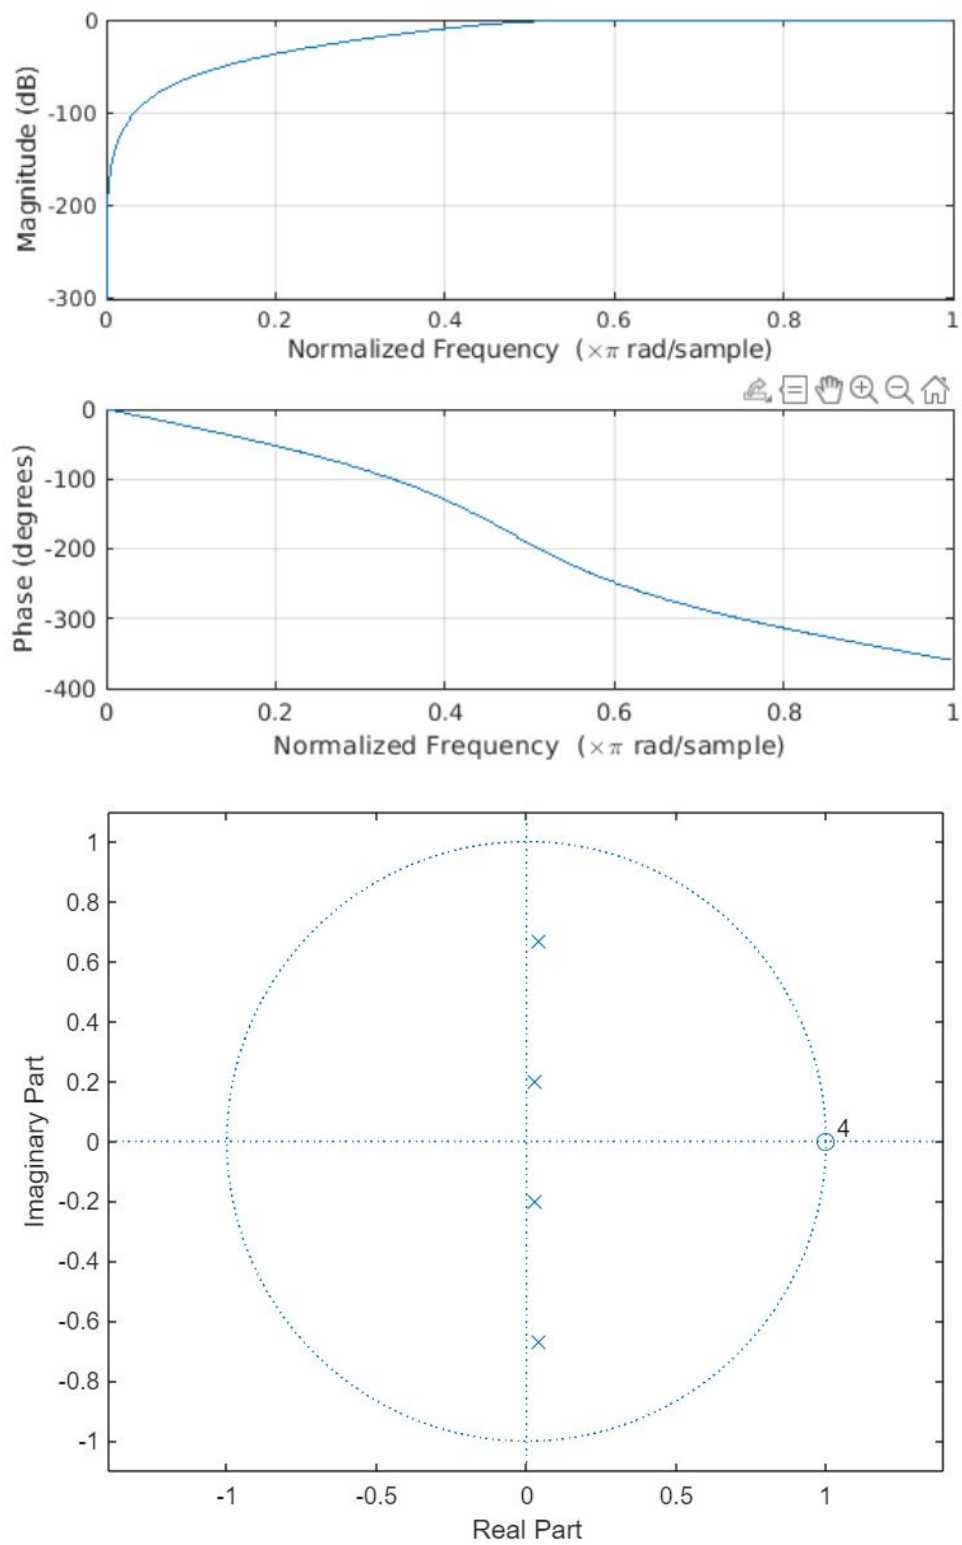 0
-100
-200
-300
Magnitude (dB)
0 0.2 0.4 0.6 0.8 1
Normalized Frequency (×π rad/sample)
0
-100
-200
-300
-400
Phase (degrees)
0 0.2 0.4 0.6 0.8 1
Normalized Frequency (×π rad/sample)
1
0.8
0.6
0.4
0.2
0
-0.2
-0.4
-0.6
-0.8
-1
Imaginary Part
4
-1 -0.5 0 0.5 1
Real Part